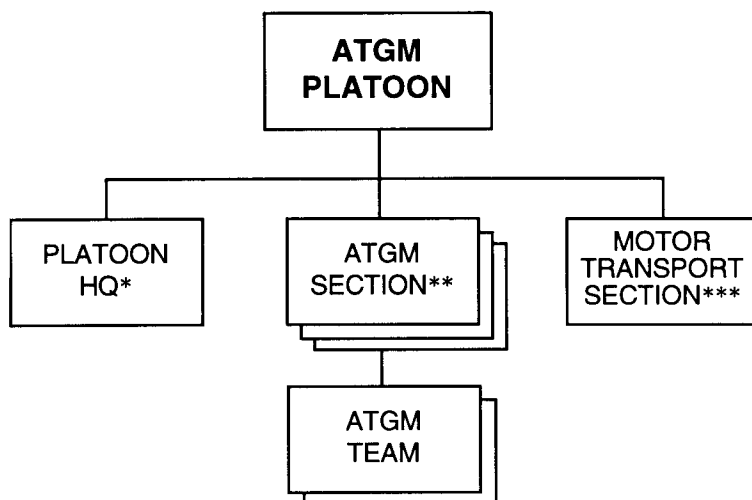 ATGM
PLATOON
PLATOON
HQ*
ATGM
SECTION**
MOTOR
TRANSPORT
SECTION***
ATGM
TEAM